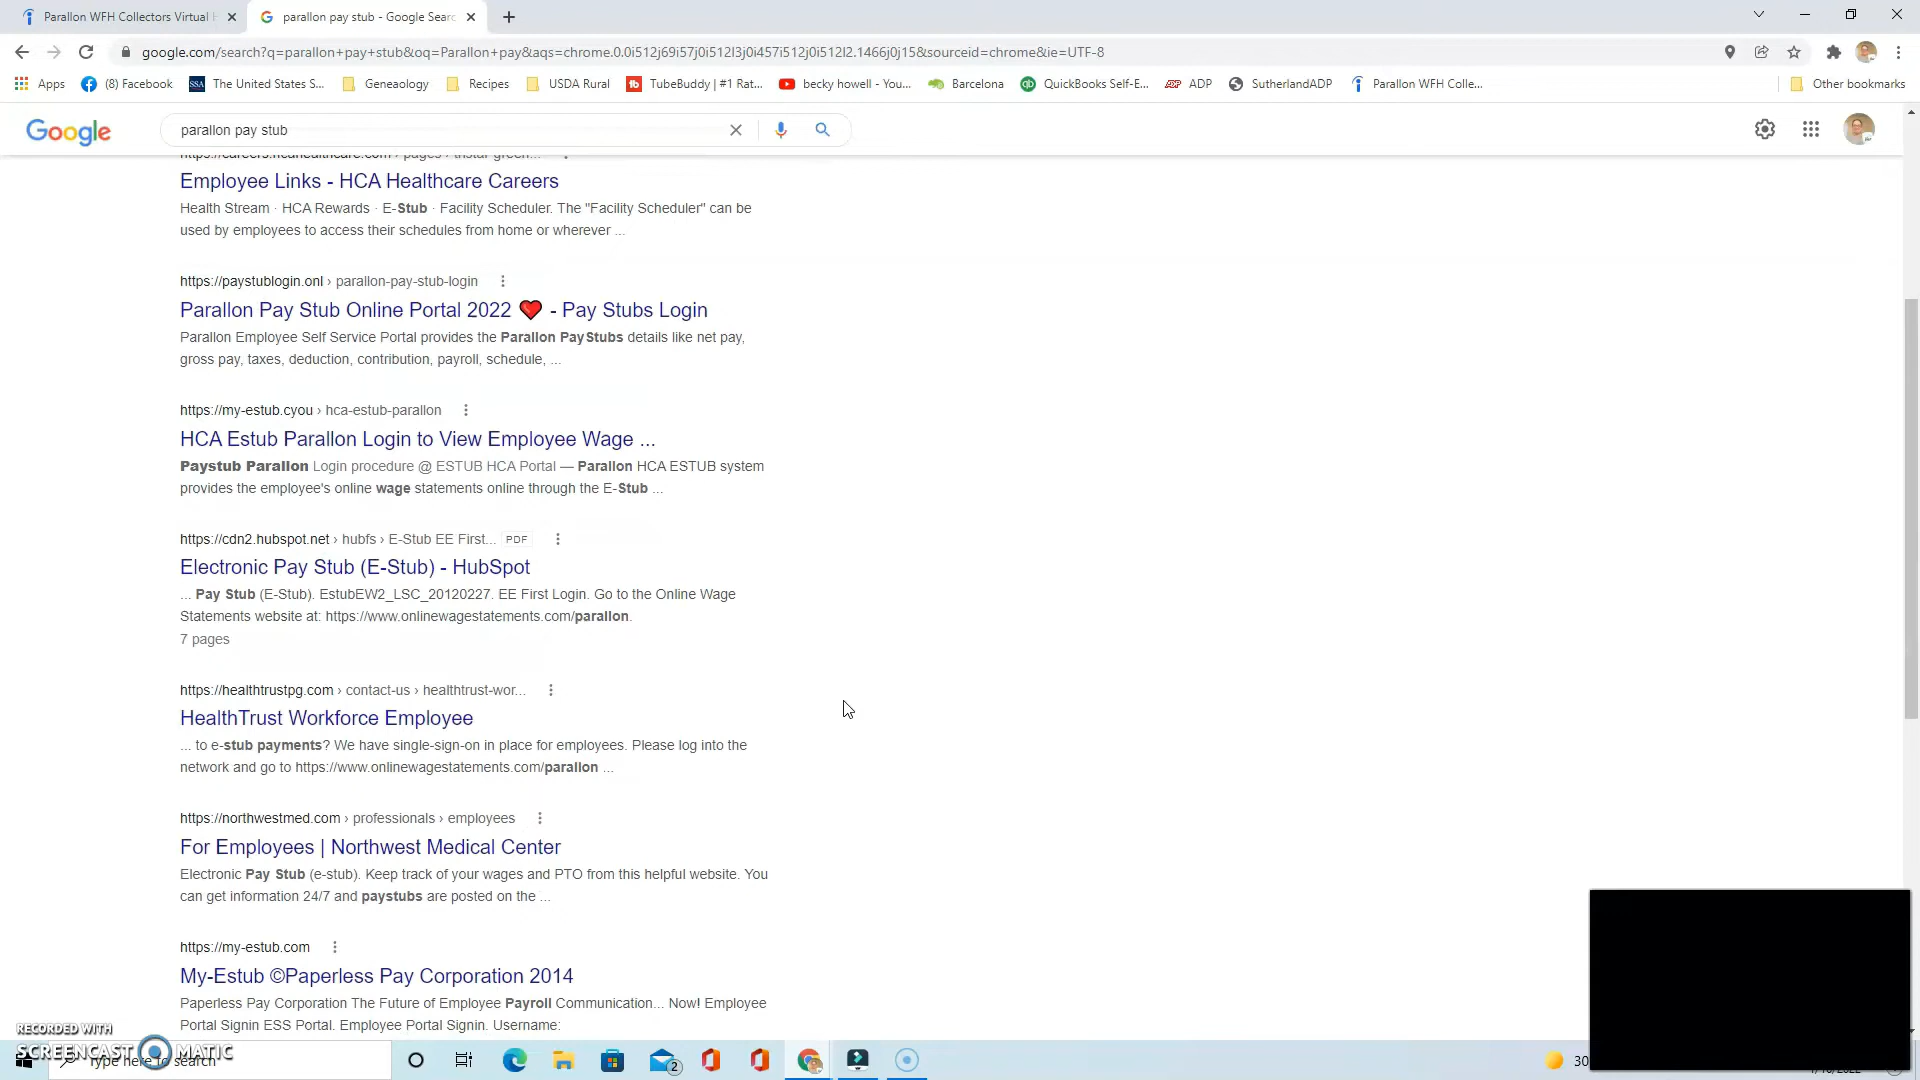 Parallon WFH Collectors Virtual H
parallon pay stub - Google Searc
google.com/search?q=parallon+pay+stub&oq=Parallon+pay&aqs=chrome.0.0i512j69i57j0i512l3j0i457i512j0i512l2.1466j0j15&sourceid=chrome&ie=UTF-8
Apps (8) Facebook The United States S... Geneaology Recipes USDA Rural TubeBuddy | #1 Rat... becky howell - You... Barcelona QuickBooks Self-E... ADP SutherlandADP Parallon WFH Colle... Other bookmarks
Google parallon pay stub
Employee Links - HCA Healthcare Careers
Health Stream · HCA Rewards · E-Stub · Facility Scheduler. The "Facility Scheduler" can be
used by employees to access their schedules from home or wherever ...
https://paystublogin.onl › parallon-pay-stub-login
Parallon Pay Stub Online Portal 2022 ❤️ - Pay Stubs Login
Parallon Employee Self Service Portal provides the Parallon PayStubs details like net pay,
gross pay, taxes, deduction, contribution, payroll, schedule, ...
https://my-estub.cyou › hca-estub-parallon
HCA Estub Parallon Login to View Employee Wage ...
Paystub Parallon Login procedure @ ESTUB HCA Portal — Parallon HCA ESTUB system
provides the employee's online wage statements online through the E-Stub ...
https://cdn2.hubspot.net › hubfs › E-Stub EE First... PDF
Electronic Pay Stub (E-Stub) - HubSpot
... Pay Stub (E-Stub). EstubEW2_LSC_20120227. EE First Login. Go to the Online Wage
Statements website at: https://www.onlinewagestatements.com/parallon.
7 pages
https://healthtrustpg.com › contact-us › healthtrust-wor...
HealthTrust Workforce Employee
... to e-stub payments? We have single-sign-on in place for employees. Please log into the
network and go to https://www.onlinewagestatements.com/parallon ...
https://northwestmed.com › professionals › employees
For Employees | Northwest Medical Center
Electronic Pay Stub (e-stub). Keep track of your wages and PTO from this helpful website. You
can get information 24/7 and paystubs are posted on the ...
https://my-estub.com
My-Estub ©Paperless Pay Corporation 2014
Paperless Pay Corporation The Future of Employee Payroll Communication... Now! Employee
Portal Signin ESS Portal. Employee Portal Signin. Username:
RECORDED WITH
SCREENCAST MATIC
Type here to search
2
30